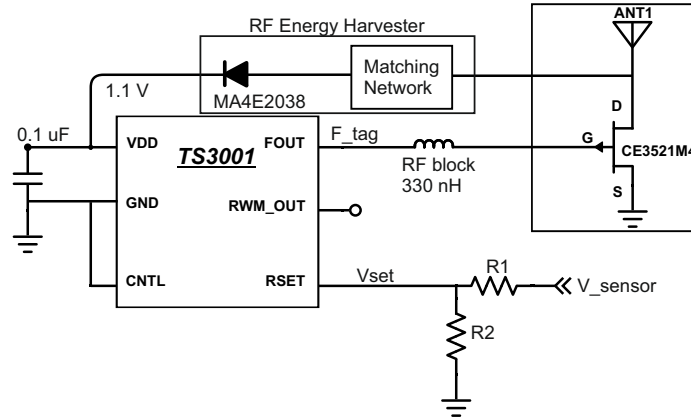 ANT1
RF Energy Harvester
Matching
Network
1.1 V
MA4E2038
D
G
CE3521M4
S
0.1 uF
VDD
TS3001
FOUT
F_tag
RF block
330 nH
GND
RWM_OUT
CNTL
RSET
Vset
R1
V_sensor
R2